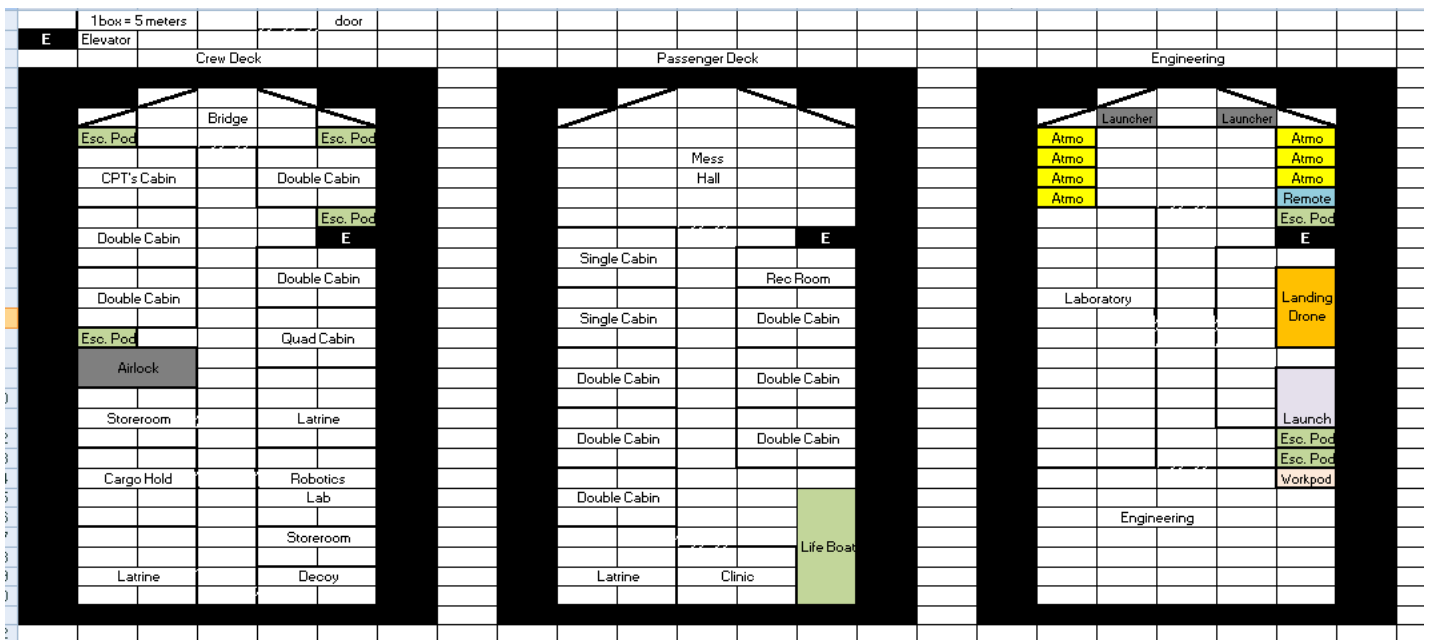 1 box = 5 meters door
E Elevator
Crew Deck Passenger Deck Engineering
Bridge Launcher Launcher
Esc. Pod Esc. Pod Atmo Atmo
Mess Atmo Atmo
CPT's Cabin Double Cabin Hall Atmo Atmo
Atmo Remote
Esc. Pod Esc. Pod
Double Cabin E E E
Single Cabin
Double Cabin Rec Room
Double Cabin Laboratory Landing
Single Cabin Double Cabin Drone
Esc. Pod Quad Cabin
Airlock
Double Cabin Double Cabin
Storeroom Latrine Launch
Double Cabin Double Cabin Esc. Pod
Esc. Pod
Cargo Hold Robotics Workpod
Lab Double Cabin
Engineering
Storeroom
Life Boat
Latrine Decoy Latrine Clinic